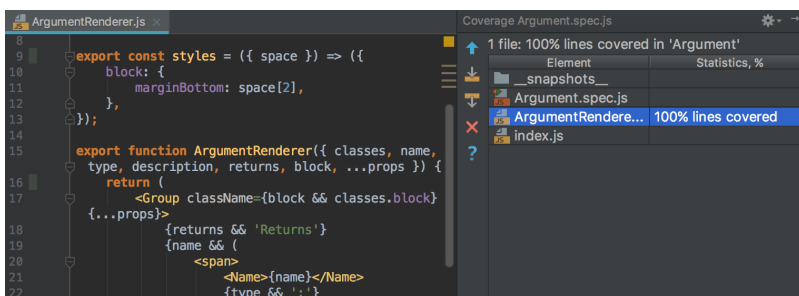 ArgumentRenderer.js
8
9 export const styles = ({ space }) => ({
10 block: {
11 marginBottom: space[2],
12 },
13 });
14
15 export function ArgumentRenderer({ classes, name,
type, description, returns, block, ...props }) {
16 return (
17 <Group className={block && classes.block}
{...props}>
18 {returns && 'Returns'}
19 {name && (
20 <span>
21 <Name>{name}</Name>
22 {type && ':'}
Coverage Argument.spec.js
1 file: 100% lines covered in 'Argument'
Element Statistics, %
__snapshots__
Argument.spec.js
ArgumentRendere... 100% lines covered
index.js